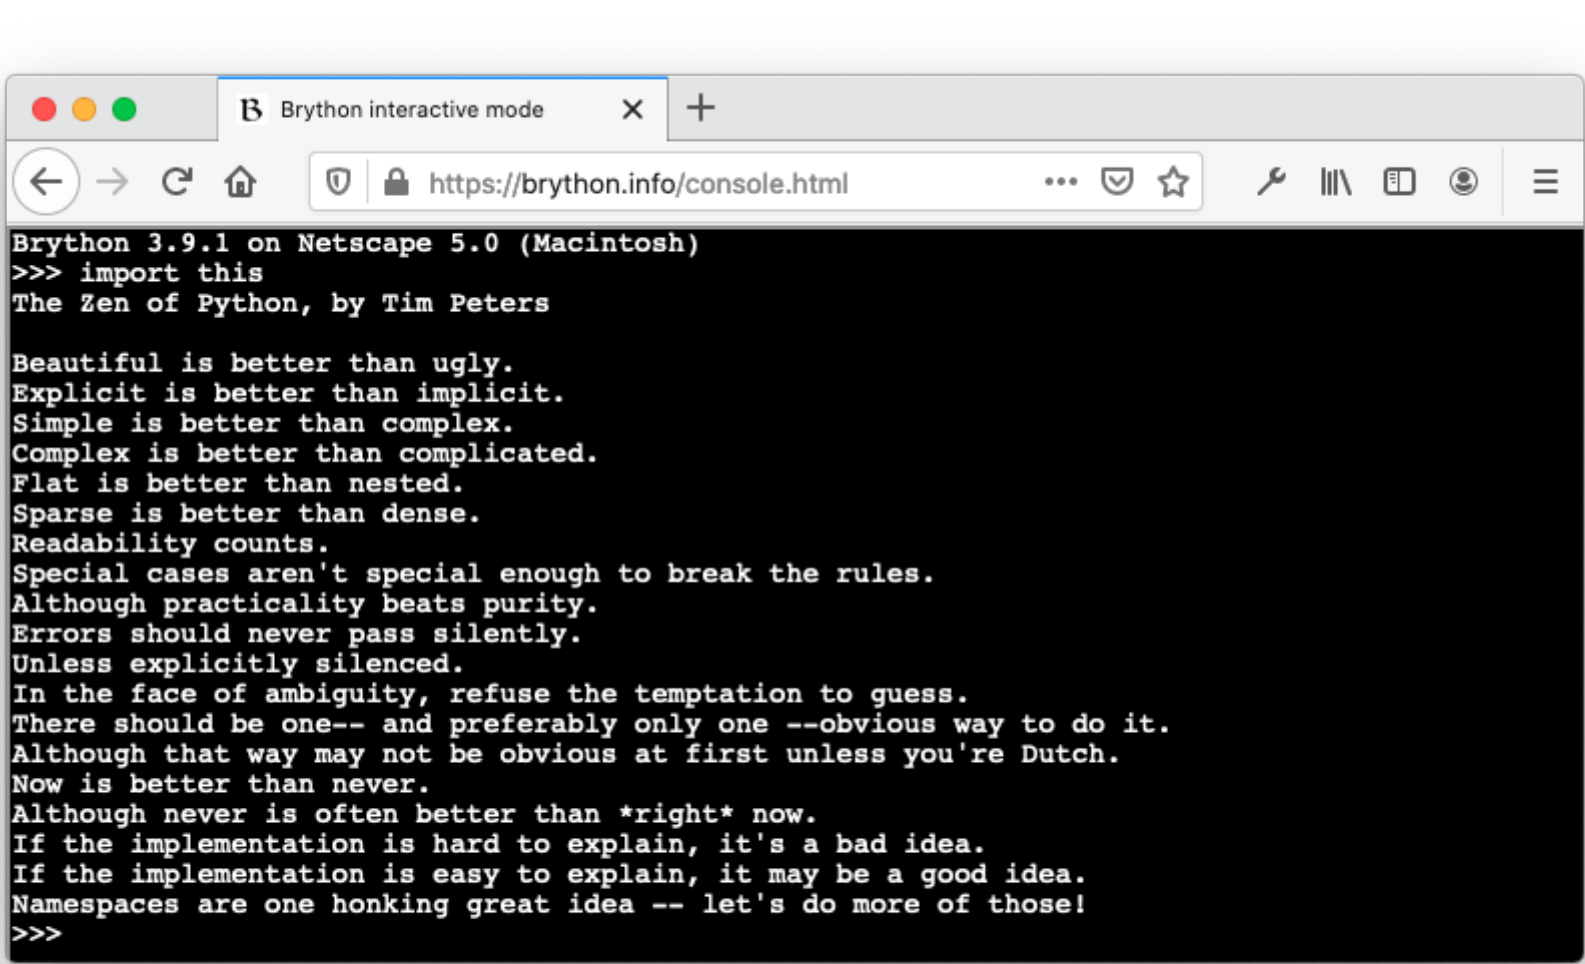 B Brython interactive mode
https://brython.info/console.html
Brython 3.9.1 on Netscape 5.0 (Macintosh)
>>> import this
The Zen of Python, by Tim Peters
Beautiful is better than ugly.
Explicit is better than implicit.
Simple is better than complex.
Complex is better than complicated.
Flat is better than nested.
Sparse is better than dense.
Readability counts.
Special cases aren't special enough to break the rules.
Although practicality beats purity.
Errors should never pass silently.
Unless explicitly silenced.
In the face of ambiguity, refuse the temptation to guess.
There should be one-- and preferably only one --obvious way to do it.
Although that way may not be obvious at first unless you're Dutch.
Now is better than never.
Although never is often better than *right* now.
If the implementation is hard to explain, it's a bad idea.
If the implementation is easy to explain, it may be a good idea.
Namespaces are one honking great idea -- let's do more of those!
>>>